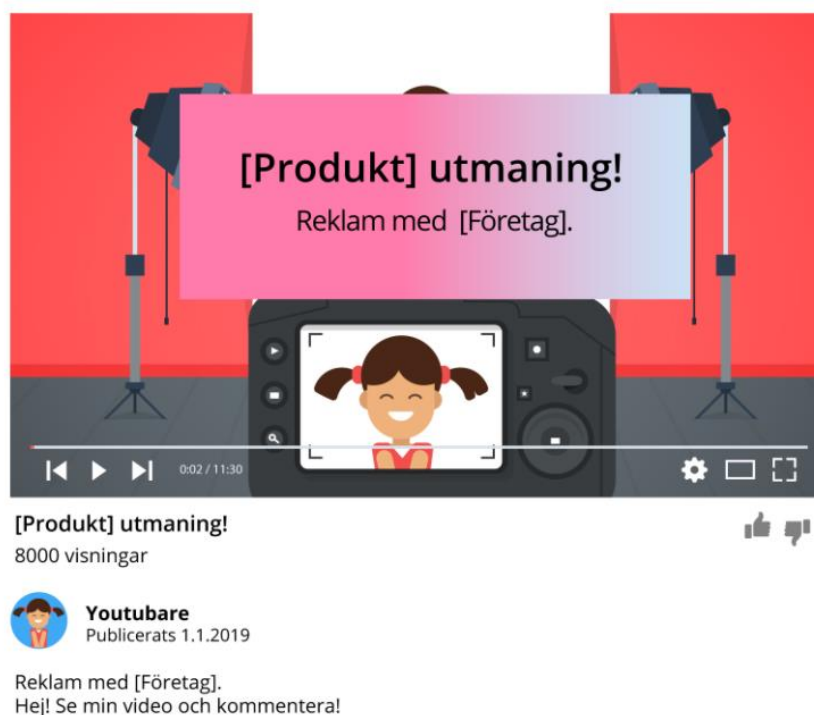 [Produkt] utmaning!
Reklam med [Företag].
0:02 / 11:30
[Produkt] utmaning!
8000 visningar
Youtubare
Publicerats 1.1.2019
Reklam med [Företag].
Hej! Se min video och kommentera!